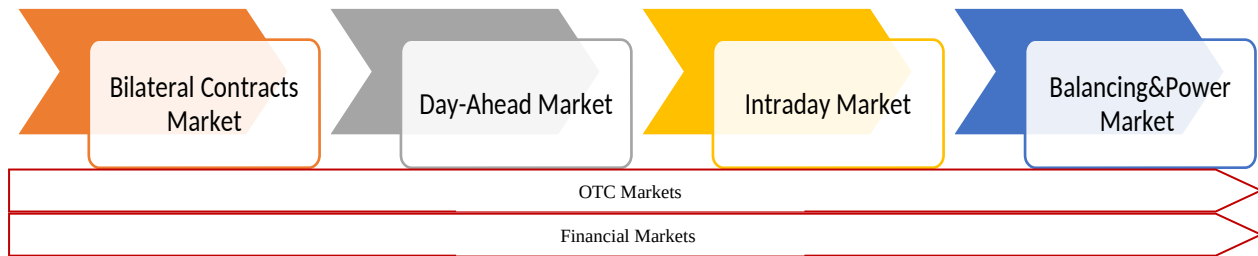 Bilateral Contracts
Market
Day-Ahead Market
Intraday Market
Balancing&Power
Market
OTC Markets
Financial Markets